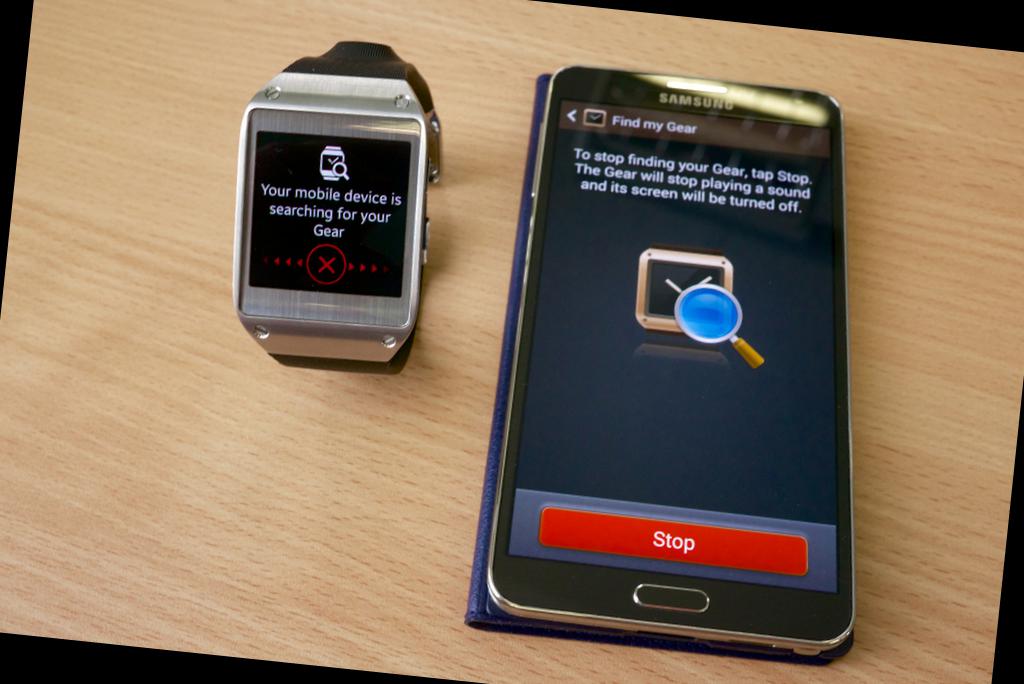 Your mobile device is
searching for your
Gear
SAMSUNG
Find my Gear
To stop finding your Gear, tap Stop.
The Gear will stop playing a sound
and its screen will be turned off.
Stop